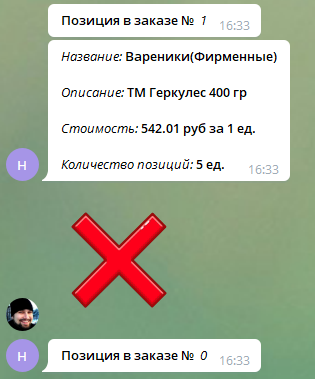 Позиция в заказе № 1
16:33
Название: Вареники(Фирменные)
Описание: ТМ Геркулес 400 гр
Стоимость: 542.01 руб за 1 ед.
Количество позиций: 5 ед.
16:33
Н
Н
Позиция в заказе № 0
16:33